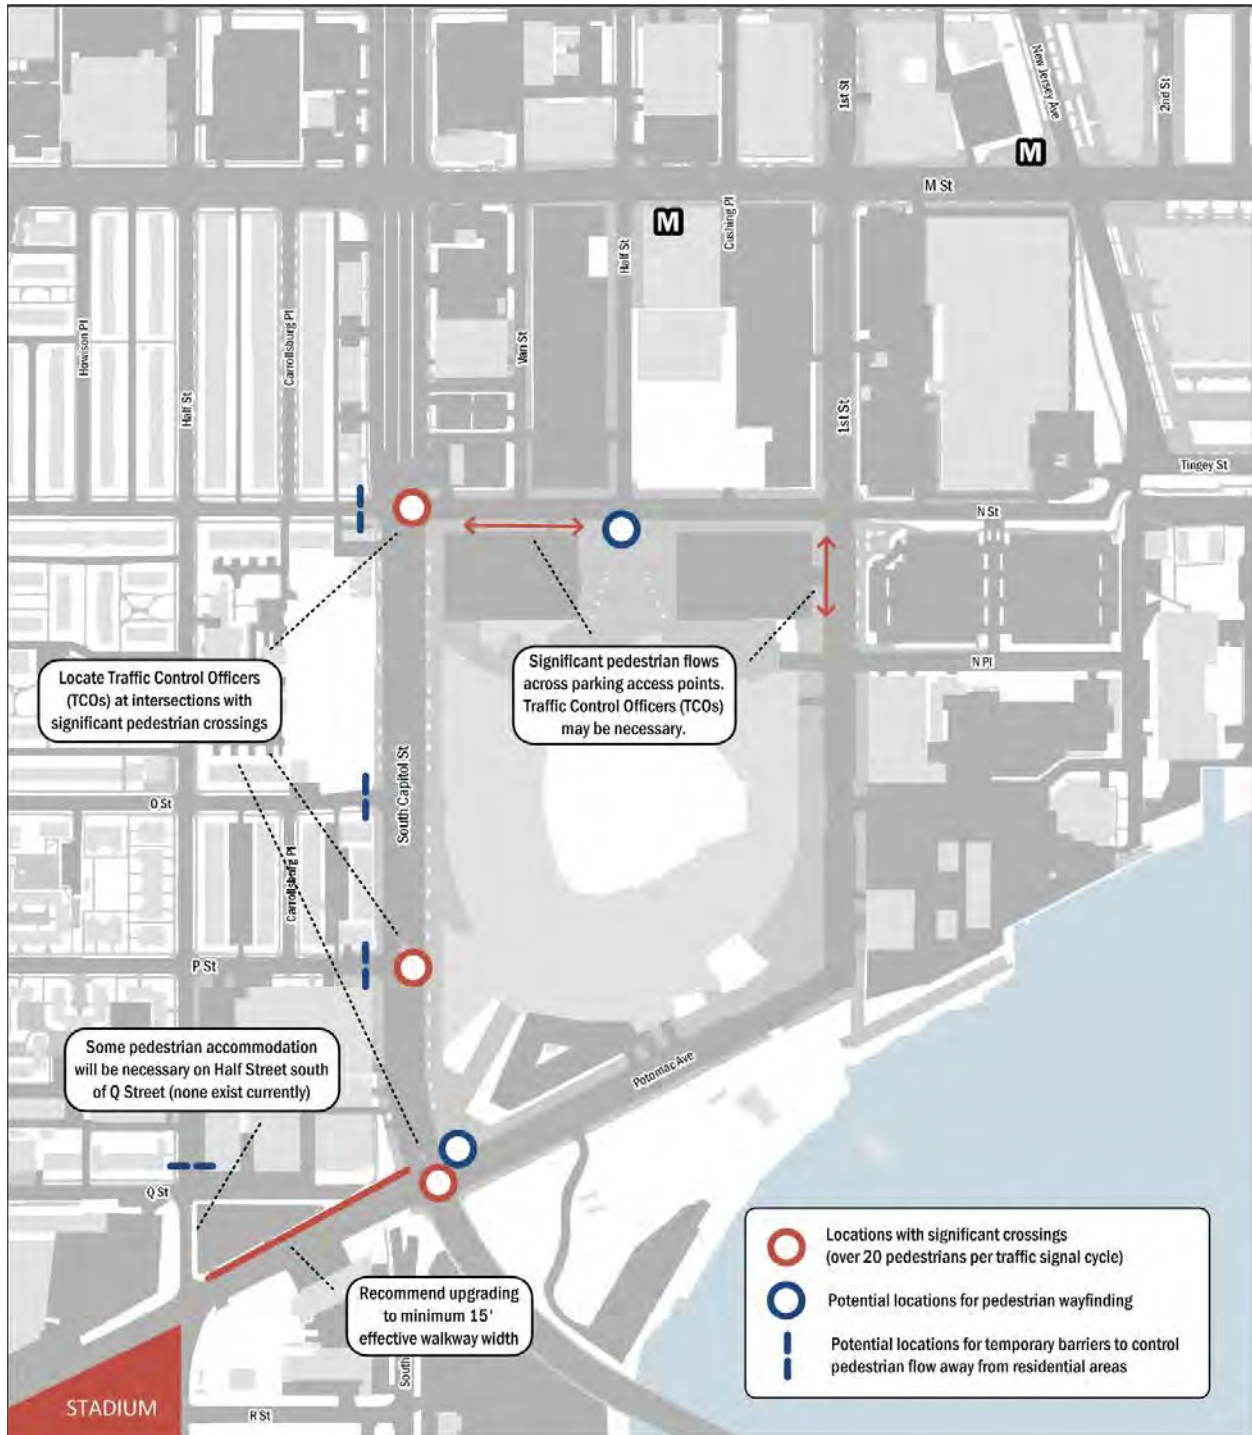 New Jersey Ave
1st St
2nd St
M
M St
M
Cushing Pl
Half St
Howison Pl
Carrollsburg Pl
Van St
Half St
1st St
Tingey St
N St
Locate Traffic Control Officers
(TCOs) at intersections with
significant pedestrian crossings
Significant pedestrian flows
across parking access points.
Traffic Control Officers (TCOs)
may be necessary.
N Pl
South Capitol St
O St
Carrollsburg Pl
P St
Some pedestrian accommodation
will be necessary on Half Street south
of Q Street (none exist currently)
Potomac Ave
Q St
Recommend upgrading
to minimum 15'
effective walkway width
South
STADIUM
R St
Locations with significant crossings
(over 20 pedestrians per traffic signal cycle)
Potential locations for pedestrian wayfinding
Potential locations for temporary barriers to control
pedestrian flow away from residential areas